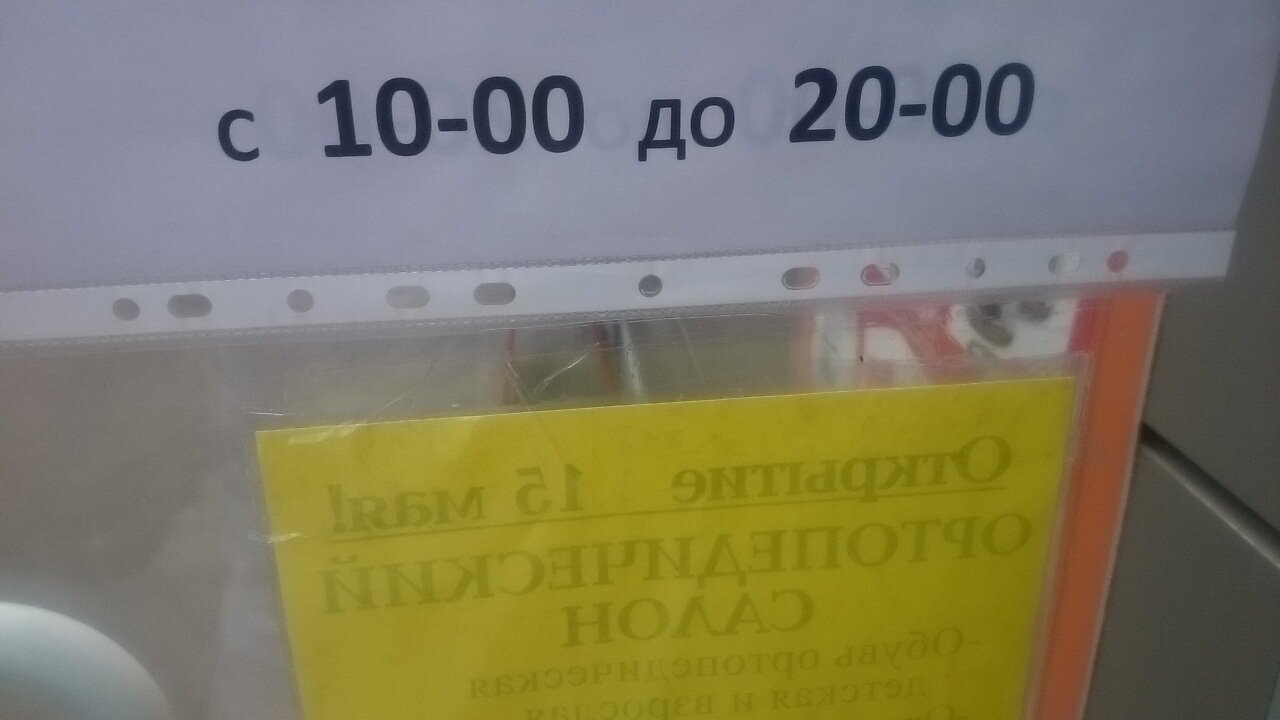 с 10-00 до 20-00
Открытие 15 мая!
ОРТОПЕДИЧЕСКИЙ
САЛОН
-Обувь ортопедическая
детская и взрослая